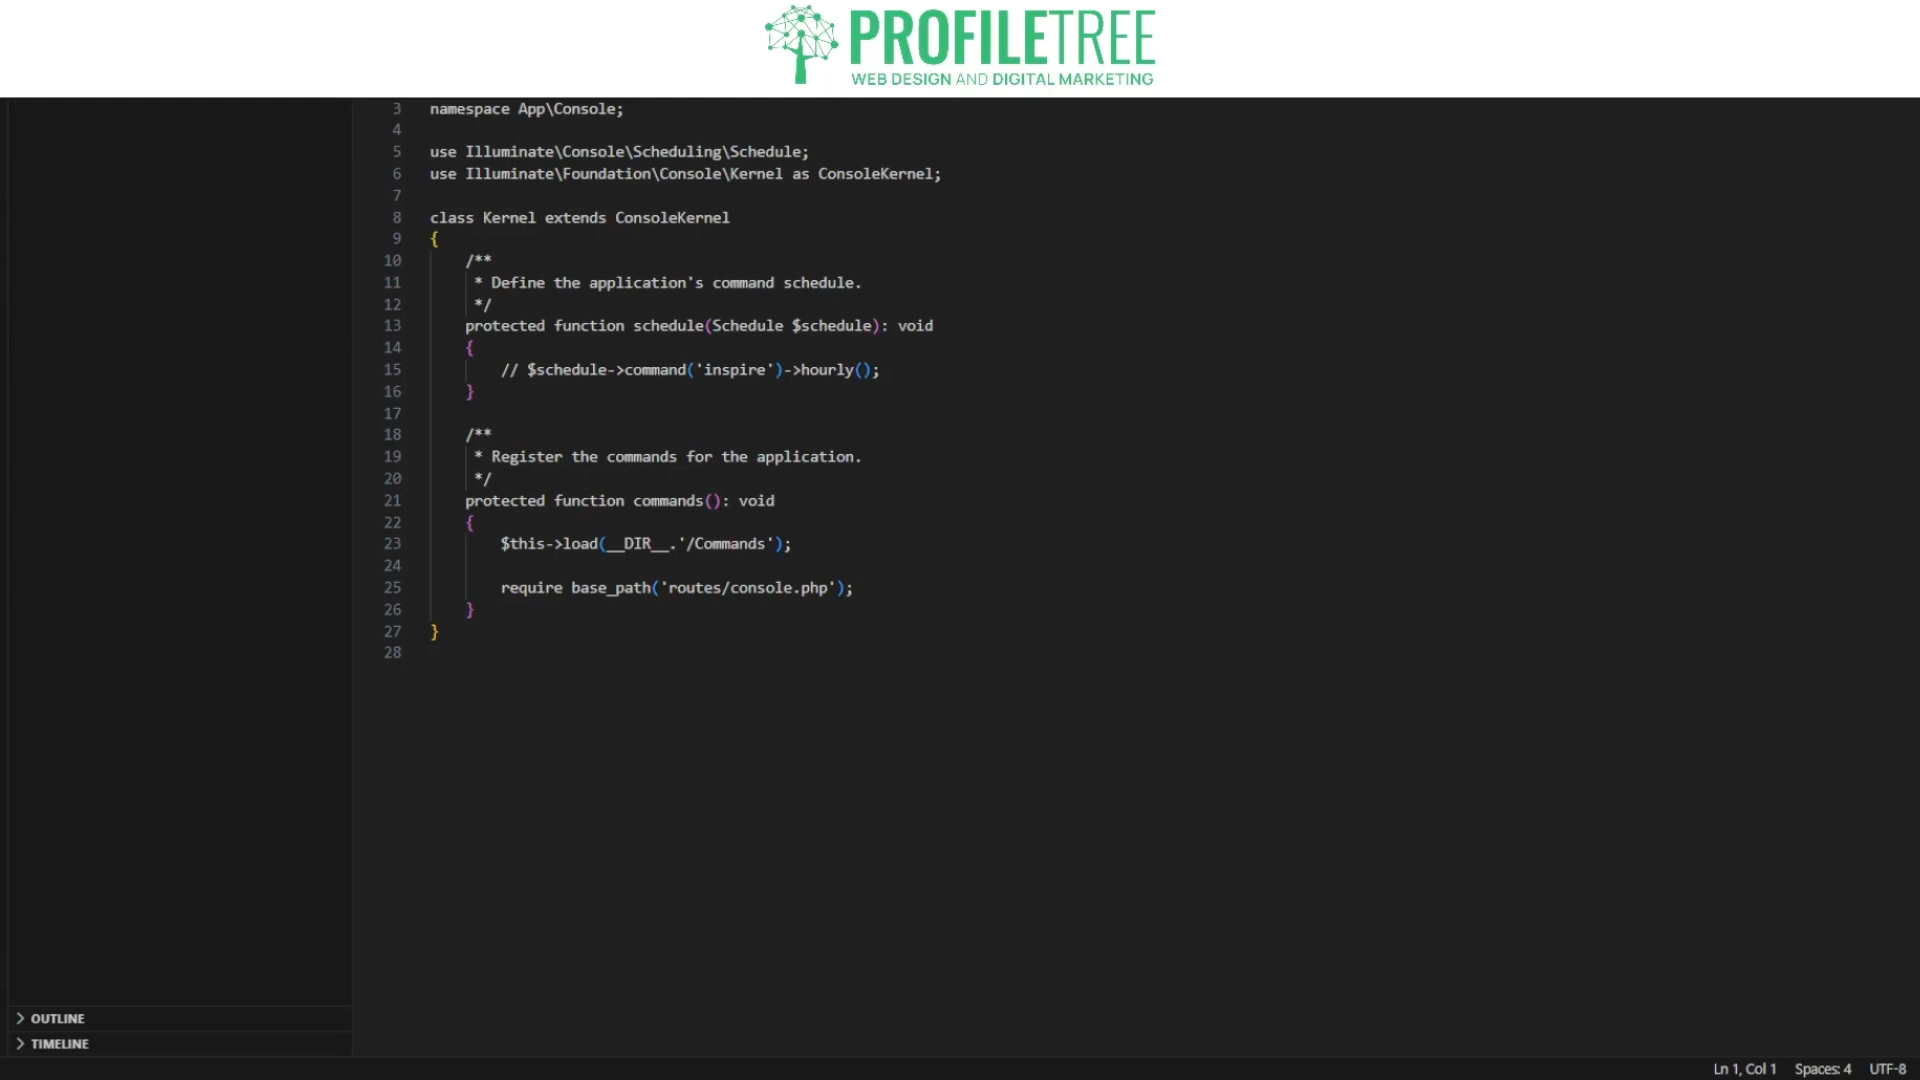 PROFILETREE
WEB DESIGN AND DIGITAL MARKETING
3 namespace App\Console;
4
5 use Illuminate\Console\Scheduling\Schedule;
6 use Illuminate\Foundation\Console\Kernel as ConsoleKernel;
7
8 class Kernel extends ConsoleKernel
9 {
10     /**
11      * Define the application's command schedule.
12      */
13     protected function schedule(Schedule $schedule): void
14     {
15         // $schedule->command('inspire')->hourly();
16     }
17
18     /**
19      * Register the commands for the application.
20      */
21     protected function commands(): void
22     {
23         $this->load(__DIR__.'/Commands');
24
25         require base_path('routes/console.php');
26     }
27 }
28
OUTLINE
TIMELINE
Ln 1, Col 1 Spaces: 4 UTF-8